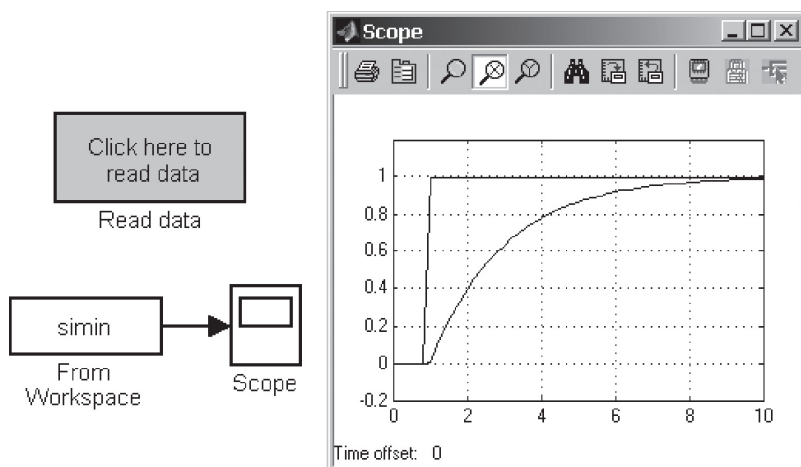 Click here to
read data
Read data
simin
From
Workspace
Scope
Scope
1
0.8
0.6
0.4
0.2
0
-0.2
0
2
4
6
8
10
Time offset: 0